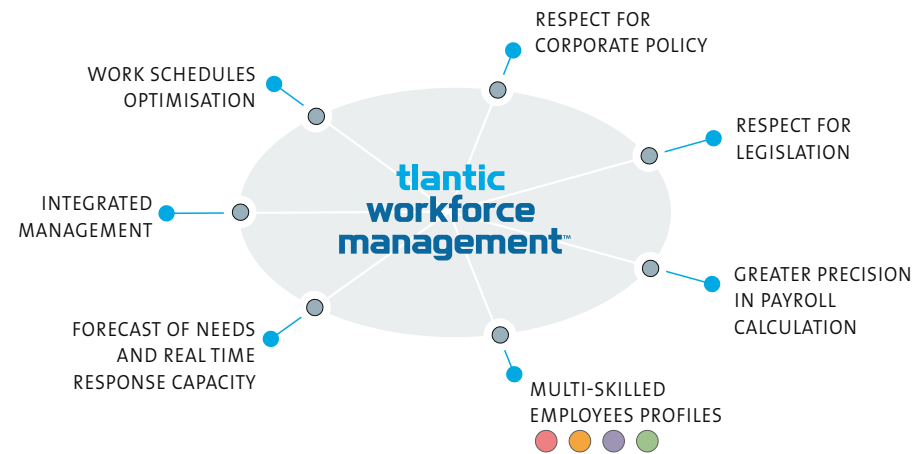 RESPECT FOR
CORPORATE POLICY
WORK SCHEDULES
OPTIMISATION
RESPECT FOR
LEGISLATION
tlantic
workforce
management™
INTEGRATED
MANAGEMENT
GREATER PRECISION
IN PAYROLL
CALCULATION
FORECAST OF NEEDS
AND REAL TIME
RESPONSE CAPACITY
MULTI-SKILLED
EMPLOYEES PROFILES